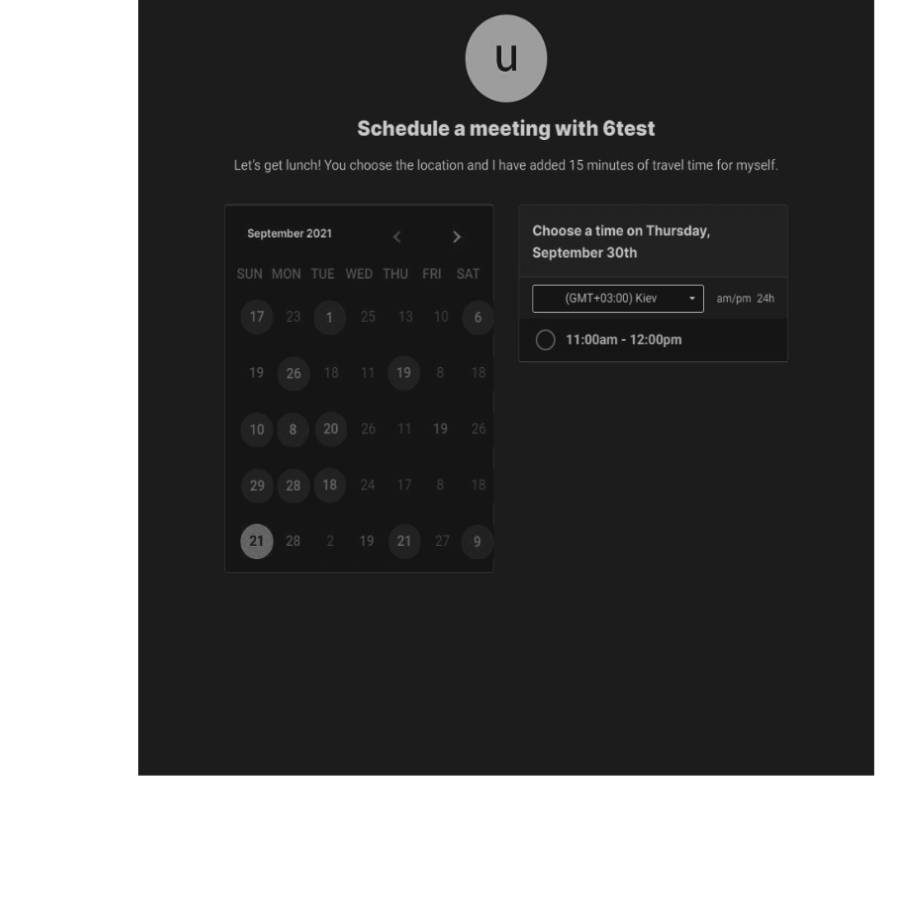 u
Schedule a meeting with 6test
Let's get lunch! You choose the location and I have added 15 minutes of travel time for myself.
September 2021
SUN MON TUE WED THU FRI SAT
17 23 1 25 13 10 6
19 26 18 11 19 8 18
10 8 20 26 11 19 26
29 28 18 24 17 8 18
21 28 2 19 21 27 9
Choose a time on Thursday,
September 30th
(GMT+03:00) Kiev am/pm 24h
11:00am - 12:00pm